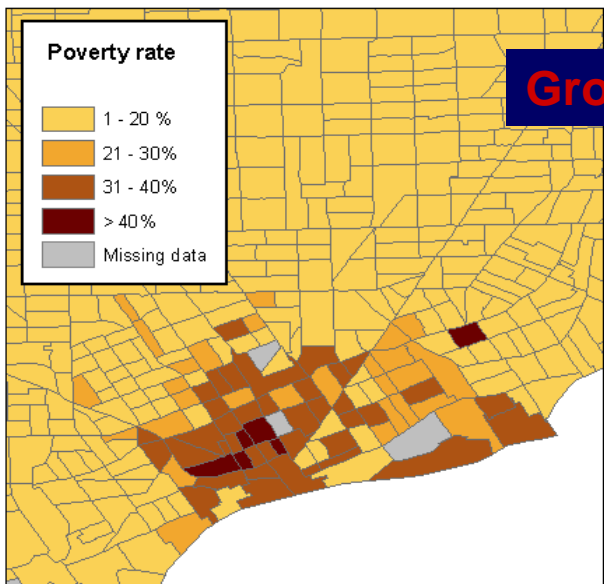 Poverty rate
Gro
1 - 20 %
21 - 30%
31 - 40%
> 40%
Missing data